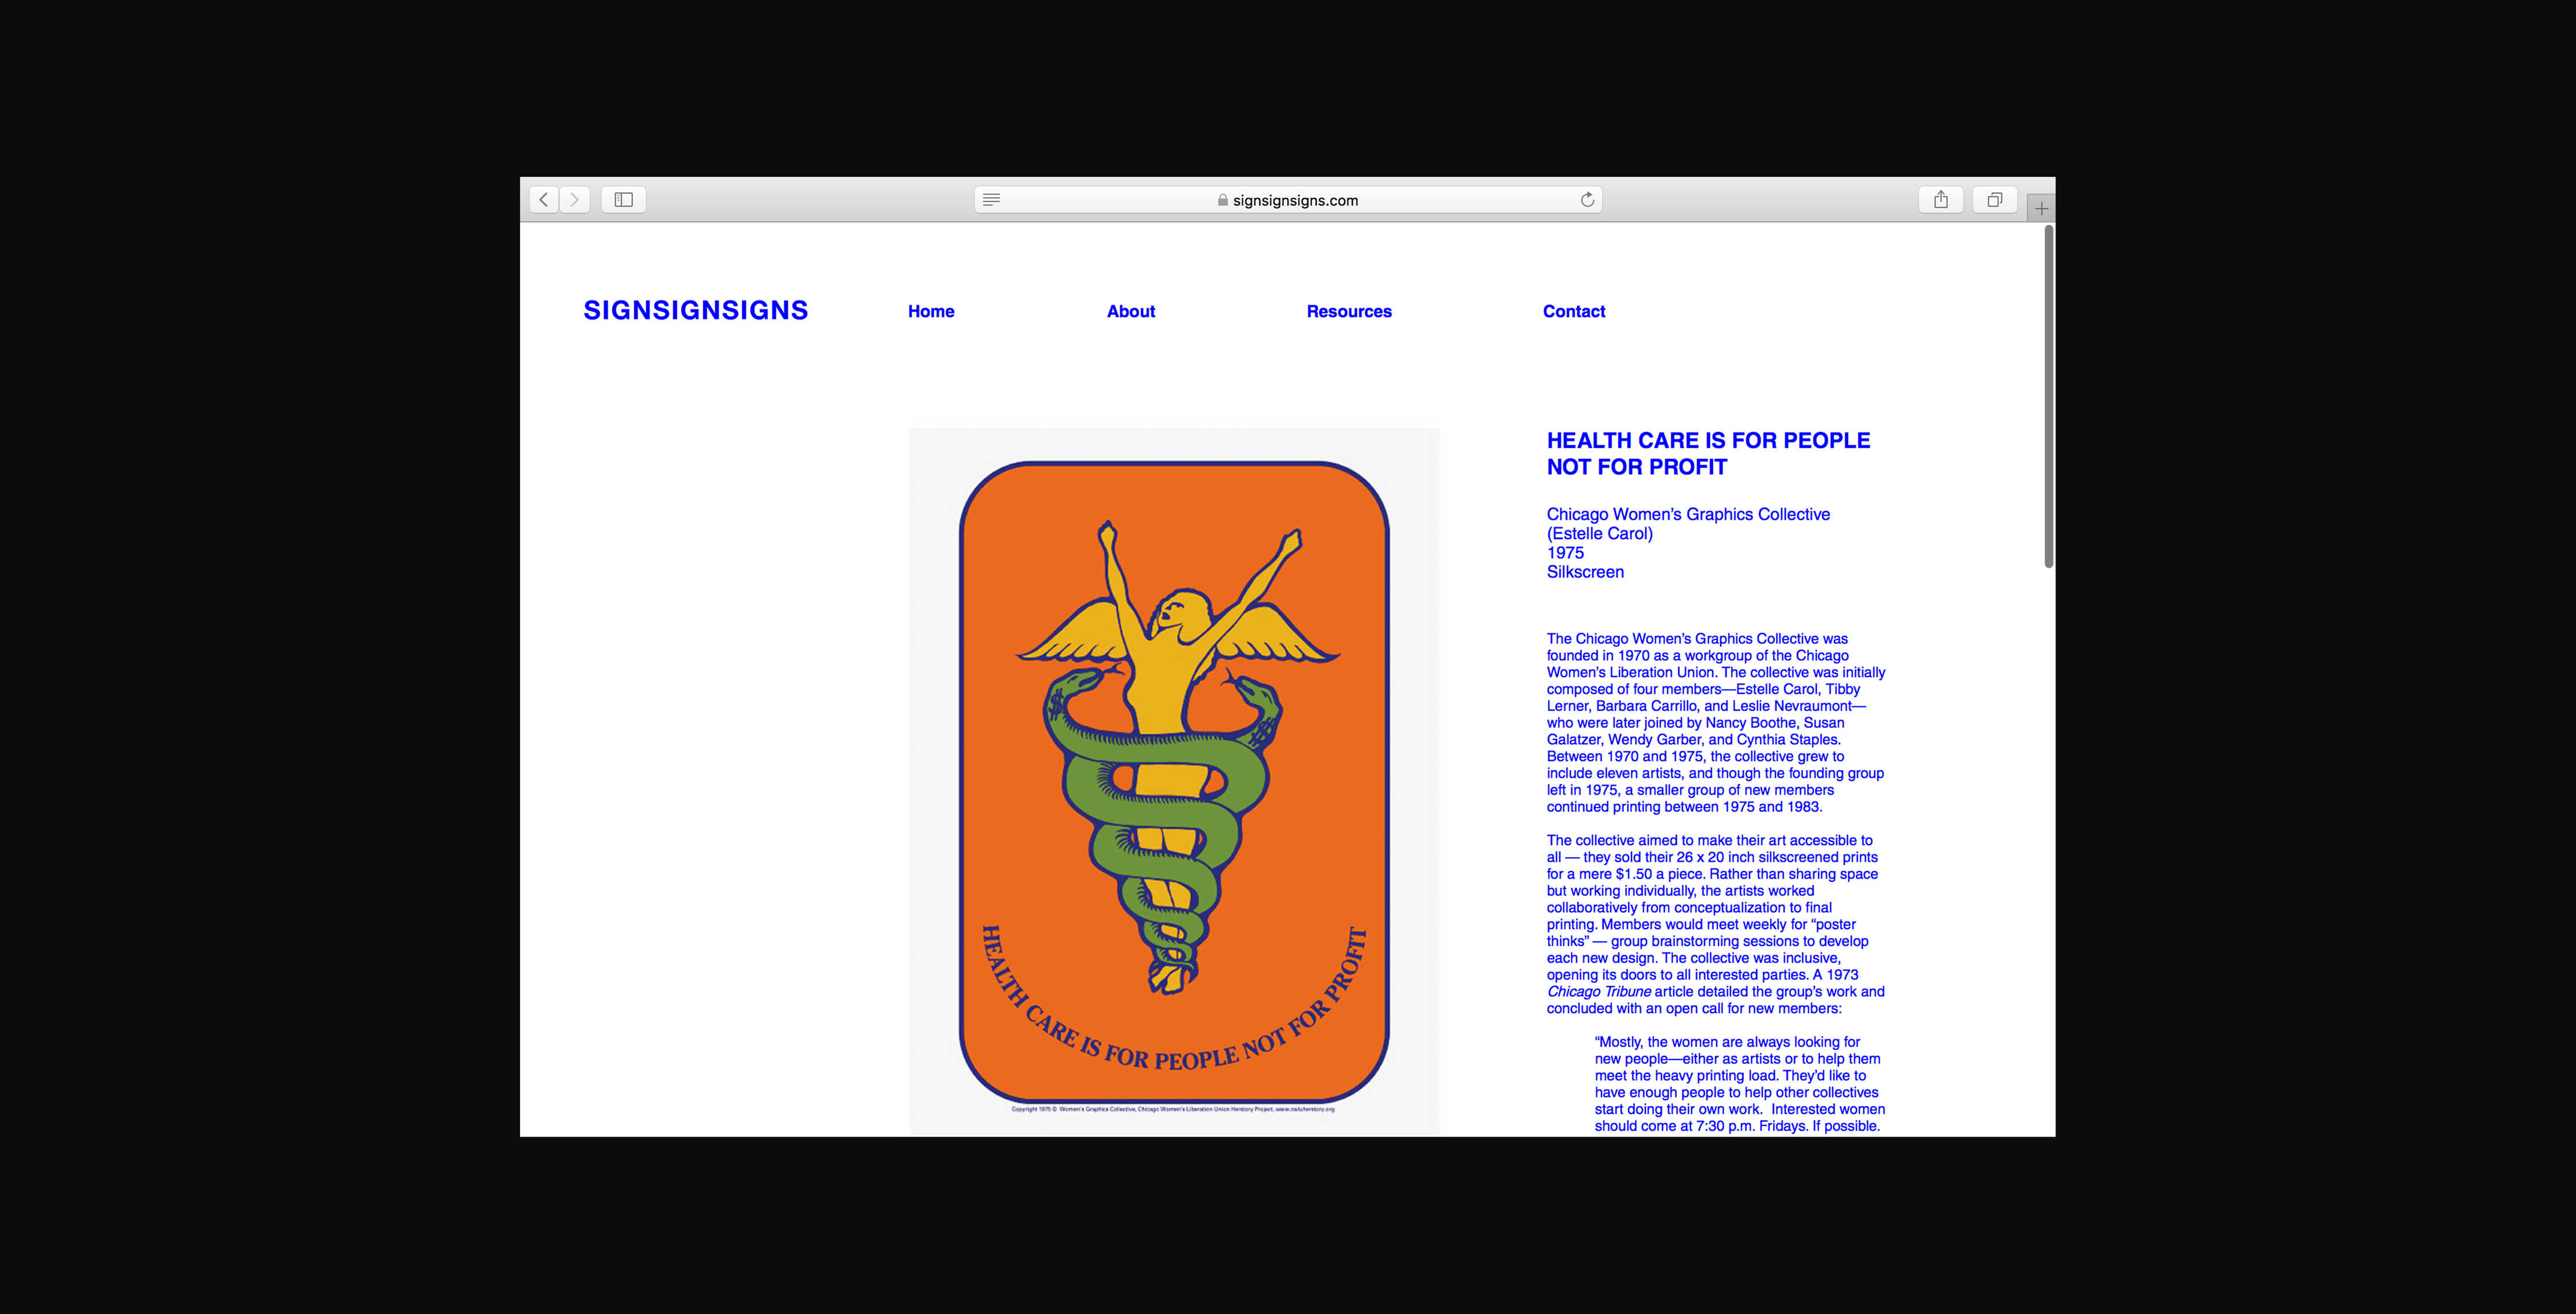 signsignsigns.com
SIGNSIGNSIGNS
Home
About
Resources
Contact
HEALTH CARE IS FOR PEOPLE NOT FOR PROFIT
Copyright 1975 © Women's Graphics Collective, Chicago Women's Liberation Union Herstory Project, www.cwluherstory.org
HEALTH CARE IS FOR PEOPLE
NOT FOR PROFIT
Chicago Women’s Graphics Collective
(Estelle Carol)
1975
Silkscreen
The Chicago Women’s Graphics Collective was
founded in 1970 as a workgroup of the Chicago
Women’s Liberation Union. The collective was initially
composed of four members—Estelle Carol, Tibby
Lerner, Barbara Carrillo, and Leslie Nevraumont—
who were later joined by Nancy Boothe, Susan
Galatzer, Wendy Garber, and Cynthia Staples.
Between 1970 and 1975, the collective grew to
include eleven artists, and though the founding group
left in 1975, a smaller group of new members
continued printing between 1975 and 1983.
The collective aimed to make their art accessible to
all — they sold their 26 x 20 inch silkscreened prints
for a mere $1.50 a piece. Rather than sharing space
but working individually, the artists worked
collaboratively from conceptualization to final
printing. Members would meet weekly for “poster
thinks” — group brainstorming sessions to develop
each new design. The collective was inclusive,
opening its doors to all interested parties. A 1973
Chicago Tribune article detailed the group’s work and
concluded with an open call for new members:
“Mostly, the women are always looking for
new people—either as artists or to help them
meet the heavy printing load. They’d like to
have enough people to help other collectives
start doing their own work.  Interested women
should come at 7:30 p.m. Fridays. If possible.